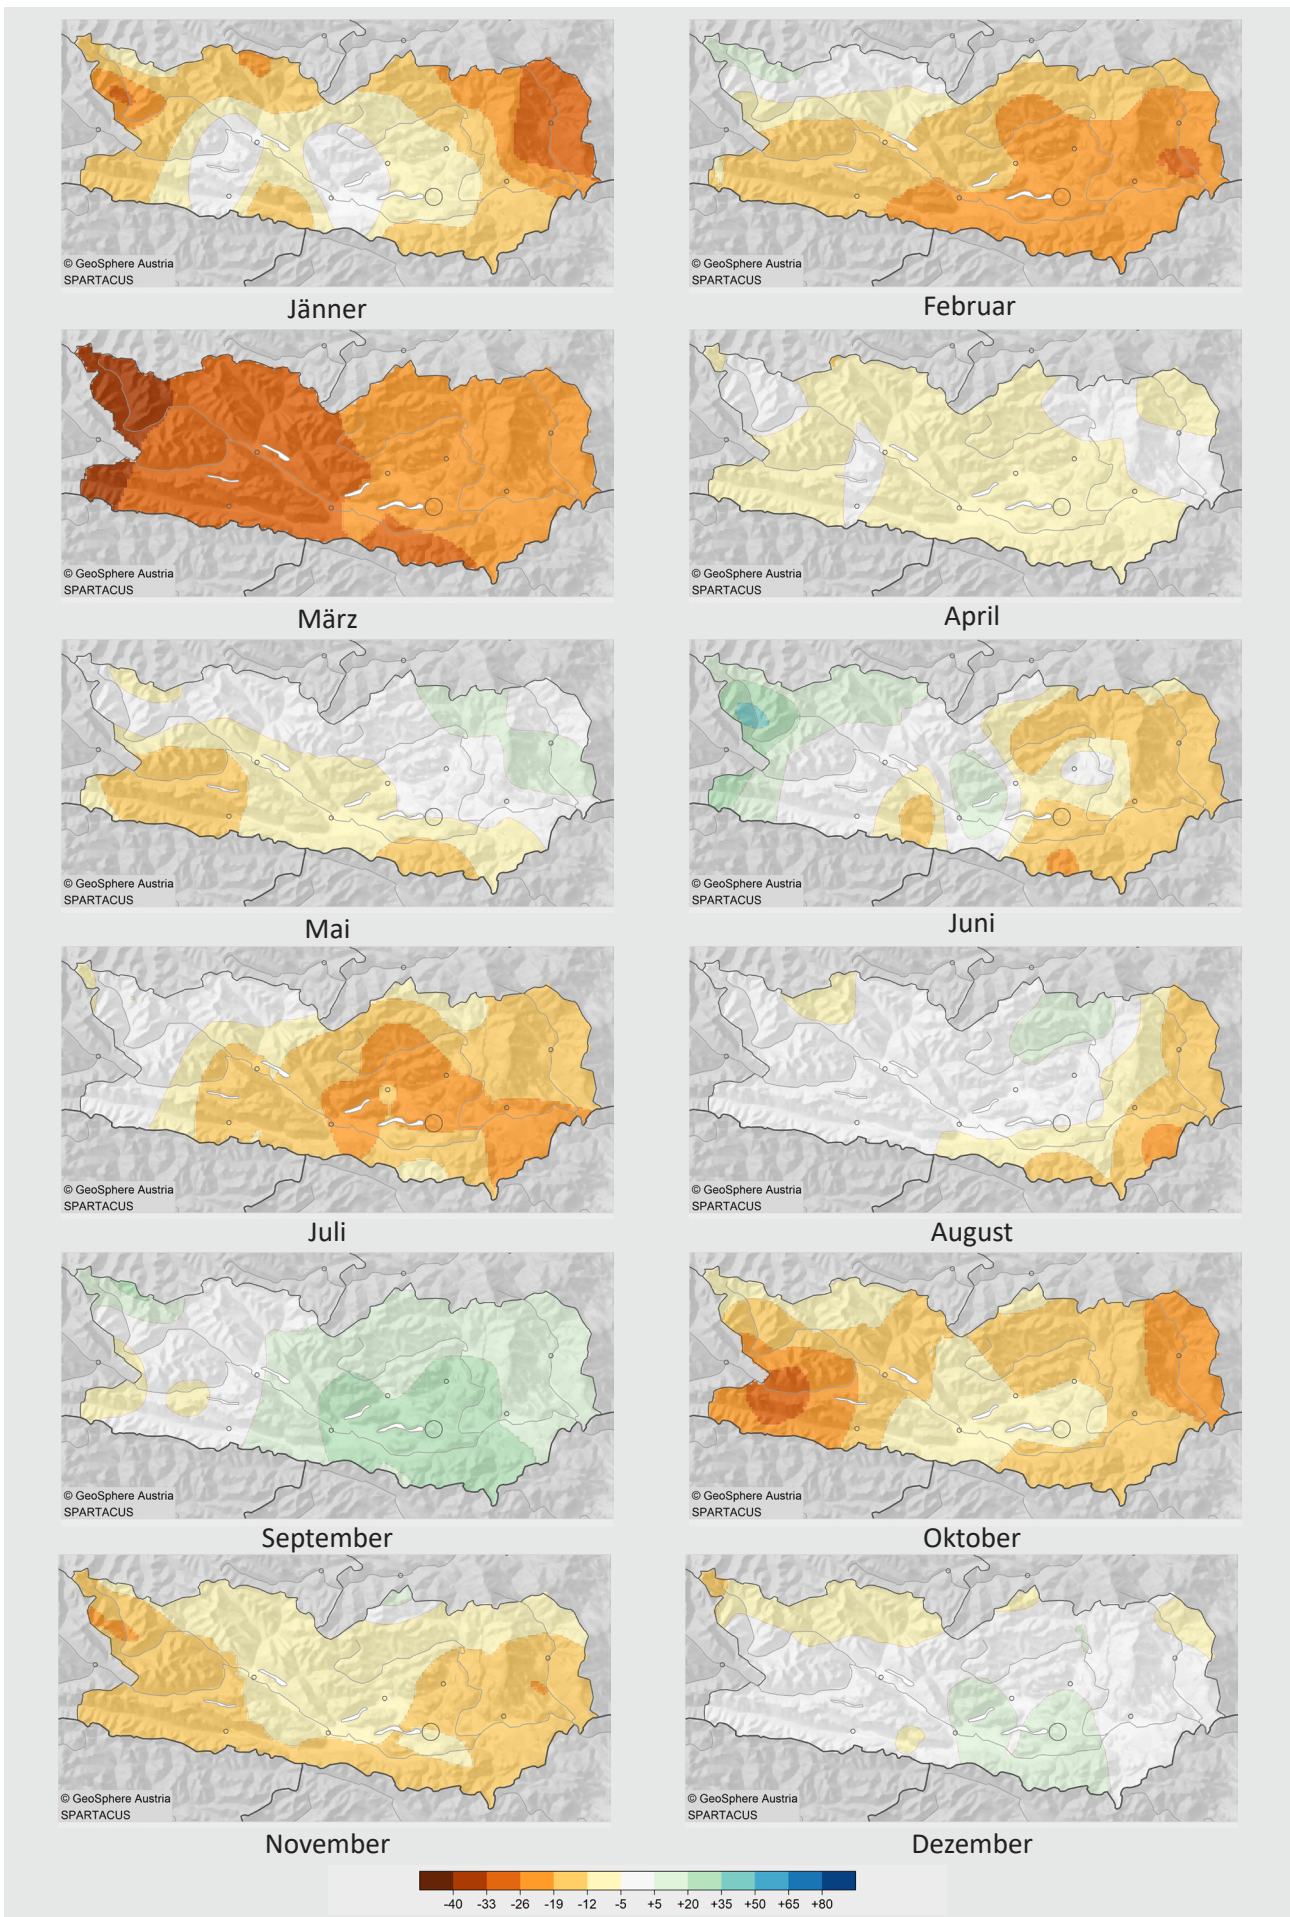 © GeoSphere Austria
SPARTACUS
Jänner
© GeoSphere Austria
SPARTACUS
Februar
© GeoSphere Austria
SPARTACUS
März
© GeoSphere Austria
SPARTACUS
April
© GeoSphere Austria
SPARTACUS
Mai
© GeoSphere Austria
SPARTACUS
Juni
© GeoSphere Austria
SPARTACUS
Juli
© GeoSphere Austria
SPARTACUS
August
© GeoSphere Austria
SPARTACUS
September
© GeoSphere Austria
SPARTACUS
Oktober
© GeoSphere Austria
SPARTACUS
November
© GeoSphere Austria
SPARTACUS
Dezember
-40 -33 -26 -19 -12 -5 +5 +20 +35 +50 +65 +80